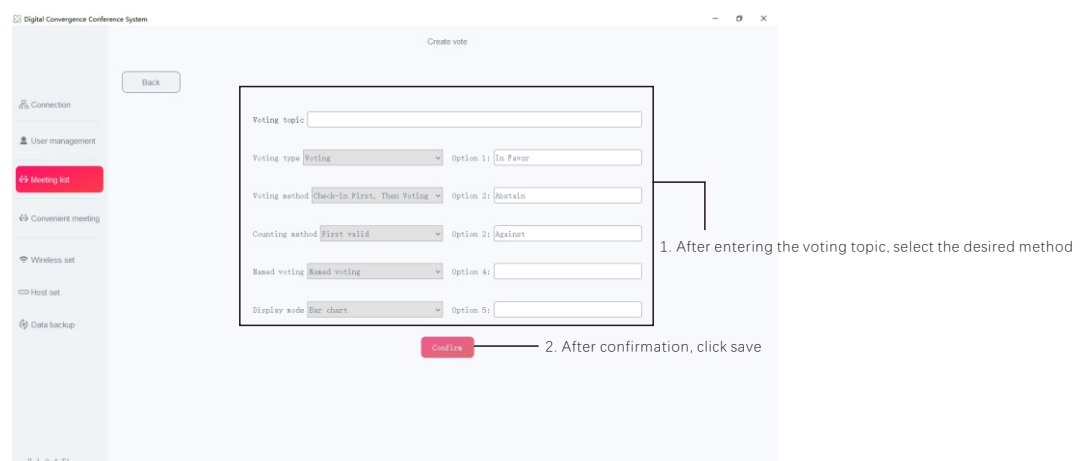 Digital Convergence Conference System
Create vote
Back
Connection
User management
Meeting list
Convenient meeting
Wireless set
Host set
Data backup
Voting topic
Voting type Voting Option 1: In Favor
Voting method Check-in First, Then Voting Option 2: Abstain
Counting method First valid Option 2: Against
Named voting Named voting Option 4:
Display mode Bar chart Option 5:
Confirm
1. After entering the voting topic, select the desired method
2. After confirmation, click save